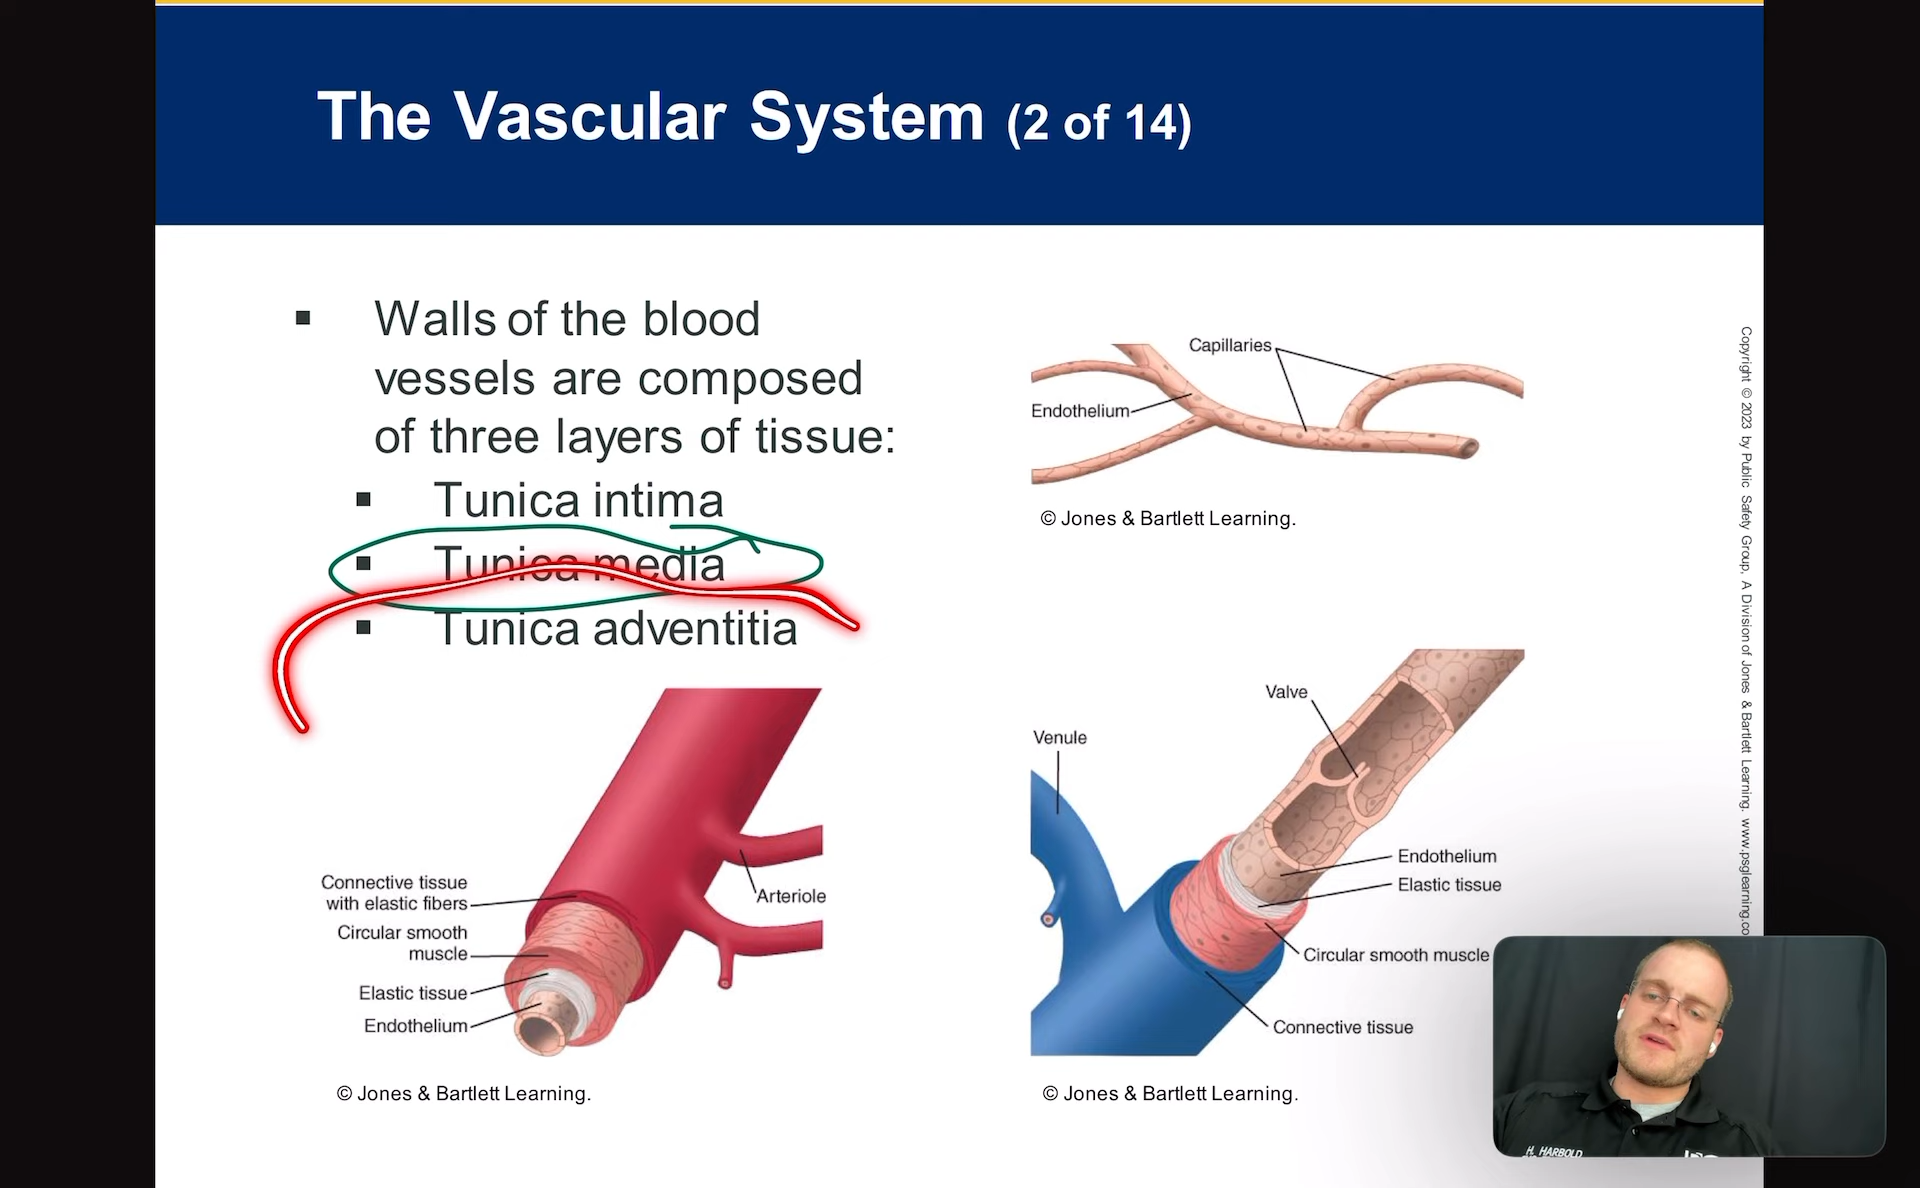 The Vascular System (2 of 14)
▪ Walls of the blood
vessels are composed
of three layers of tissue:
▪ Tunica intima
▪ Tunica media
▪ Tunica adventitia
Connective tissue
with elastic fibers
Circular smooth
muscle
Elastic tissue
Endothelium
Arteriole
© Jones & Bartlett Learning.
Capillaries
Endothelium
© Jones & Bartlett Learning.
Valve
Venule
Endothelium
Elastic tissue
Circular smooth muscle
Connective tissue
© Jones & Bartlett Learning.
Copyright © 2023 by Public Safety Group, A Division of Jones & Bartlett Learning. www.psglearning.co
H. HARBOLD